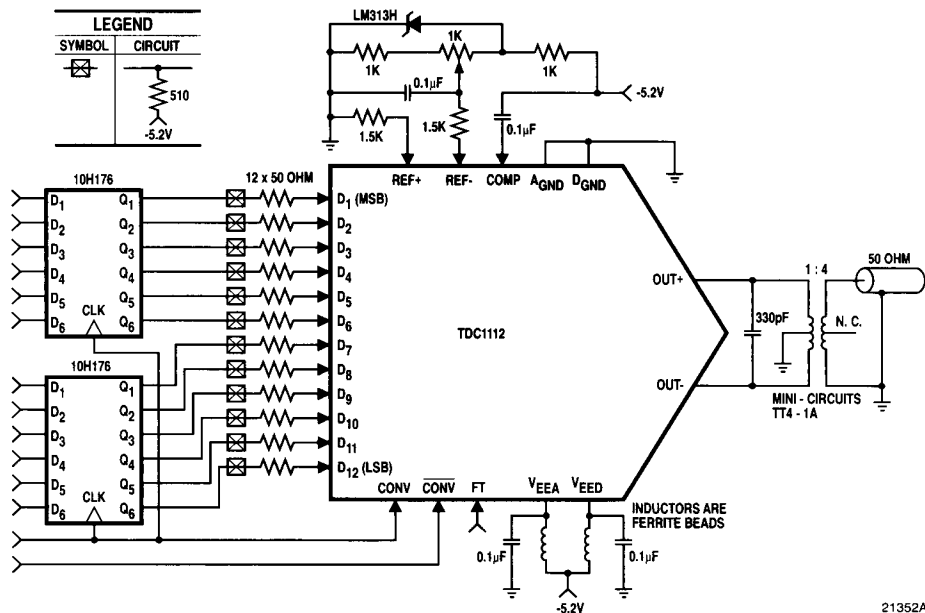 LEGEND
SYMBOL CIRCUIT
510
-5.2V
LM313H
1K
1K
1K
0.1µF
-5.2V
1.5K
1.5K
0.1µF
REF+ REF- COMP AGND DGND
10H176
12 x 50 OHM
D1 Q1
D2 Q2
D3 Q3
D4 Q4
D5 Q5
D6 Q6
CLK
10H176
D1 Q1
D2 Q2
D3 Q3
D4 Q4
D5 Q5
D6 Q6
CLK
D1 (MSB)
D2
D3
D4
D5
D6
D7
D8
D9
D10
D11
D12 (LSB)
TDC1112
CONV CONV FT VEEA VEED
OUT+
OUT-
330pF
1 : 4
50 OHM
N. C.
MINI - CIRCUITS
TT4 - 1A
INDUCTORS ARE
FERRITE BEADS
0.1µF
0.1µF
-5.2V
21352A